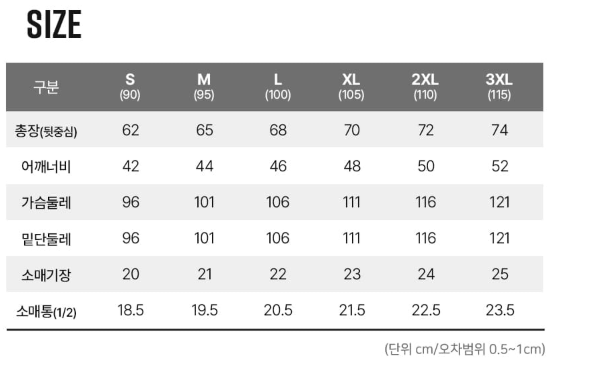 SIZE
구분 S M L XL 2XL 3XL
(90) (95) (100) (105) (110) (115)
총장(뒷중심) 62 65 68 70 72 74
어깨너비 42 44 46 48 50 52
가슴둘레 96 101 106 111 116 121
밑단둘레 96 101 106 111 116 121
소매기장 20 21 22 23 24 25
소매통(1/2) 18.5 19.5 20.5 21.5 22.5 23.5
(단위 cm/오차범위 0.5~1cm)